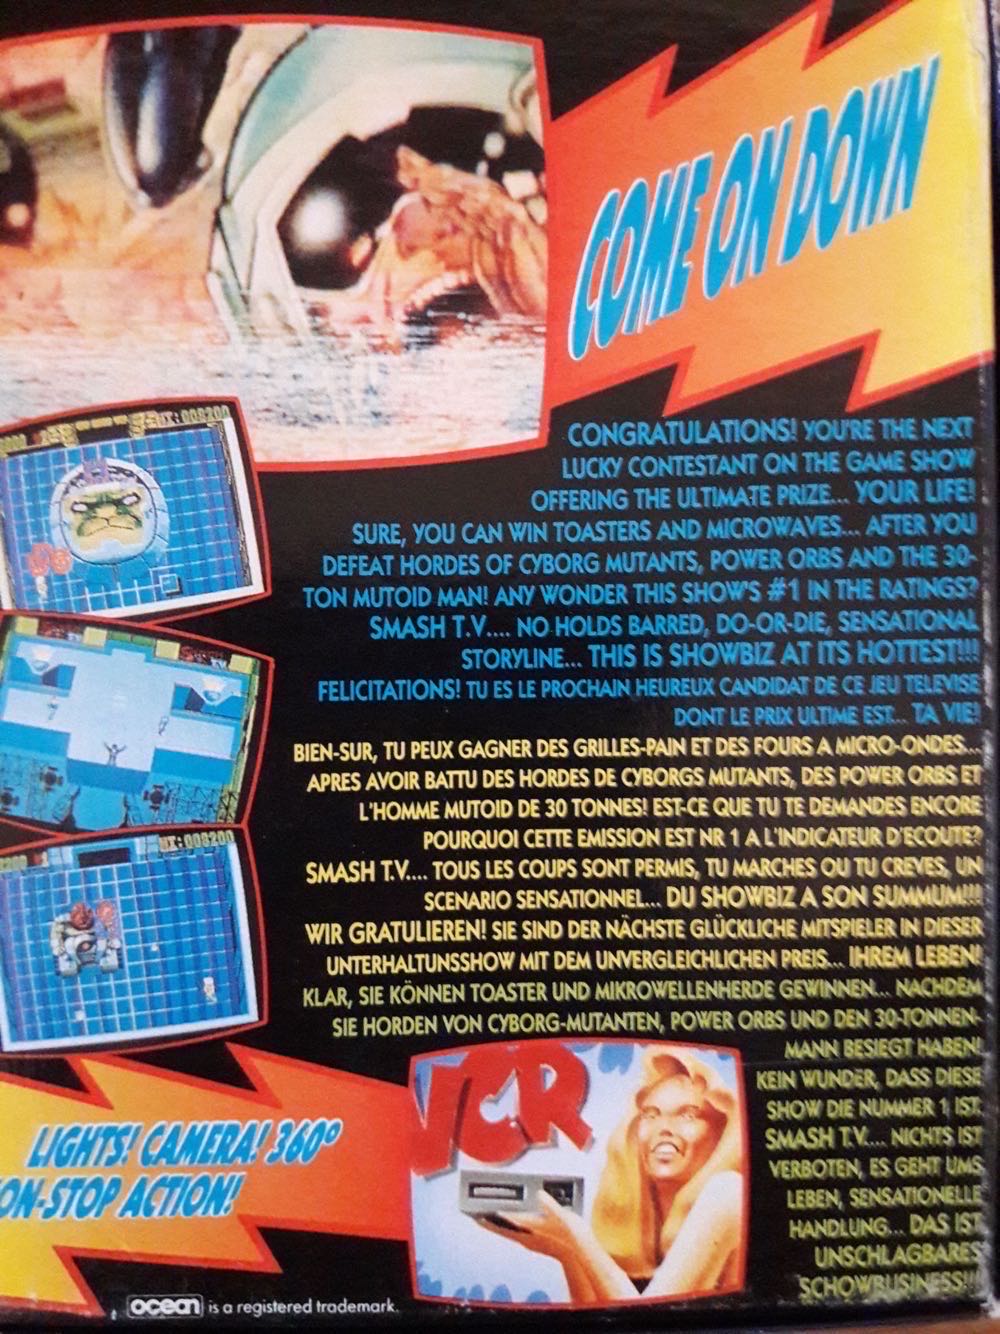 COME ON DOWN
CONGRATULATIONS! YOU'RE THE NEXT
LUCKY CONTESTANT ON THE GAME SHOW
OFFERING THE ULTIMATE PRIZE... YOUR LIFE!
SURE, YOU CAN WIN TOASTERS AND MICROWAVES... AFTER YOU
DEFEAT HORDES OF CYBORG MUTANTS, POWER ORBS AND THE 30-
TON MUTOID MAN! ANY WONDER THIS SHOW'S #1 IN THE RATINGS?
SMASH T.V.... NO HOLDS BARRED, DO-OR-DIE, SENSATIONAL
STORYLINE... THIS IS SHOWBIZ AT ITS HOTTEST!!!
FELICITATIONS! TU ES LE PROCHAIN HEUREUX CANDIDAT DE CE JEU TELEVISE
DONT LE PRIX ULTIME EST... TA VIE!
BIEN-SUR, TU PEUX GAGNER DES GRILLES-PAIN ET DES FOURS A MICRO-ONDES...
APRES AVOIR BATTU DES HORDES DE CYBORGS MUTANTS, DES POWER ORBS ET
L'HOMME MUTOID DE 30 TONNES! EST-CE QUE TU TE DEMANDES ENCORE
POURQUOI CETTE EMISSION EST NR 1 A L'INDICATEUR D'ECOUTE?
SMASH T.V.... TOUS LES COUPS SONT PERMIS, TU MARCHES OU TU CREVES, UN
SCENARIO SENSATIONNEL... DU SHOWBIZ A SON SUMMUM!!!
WIR GRATULIEREN! SIE SIND DER NÄCHSTE GLÜCKLICHE MITSPIELER IN DIESER
UNTERHALTUNSSHOW MIT DEM UNVERGLEICHLICHEN PREIS... IHREM LEBEN!
KLAR, SIE KÖNNEN TOASTER UND MIKROWELLENHERDE GEWINNEN... NACHDEM
SIE HORDEN VON CYBORG-MUTANTEN, POWER ORBS UND DEN 30-TONNEN-
MANN BESIEGT HABEN!
KEIN WUNDER, DASS DIESE
SHOW DIE NUMMER 1 IST.
SMASH T.V.... NICHTS IST
VERBOTEN, ES GEHT UMS
LEBEN, SENSATIONELLE
HANDLUNG... DAS IST
UNSCHLAGBARES
SCHOWBUSINESS!!!
008200
008200
VCR
LIGHTS! CAMERA! 360º
ON-STOP ACTION!
ocean is a registered trademark.